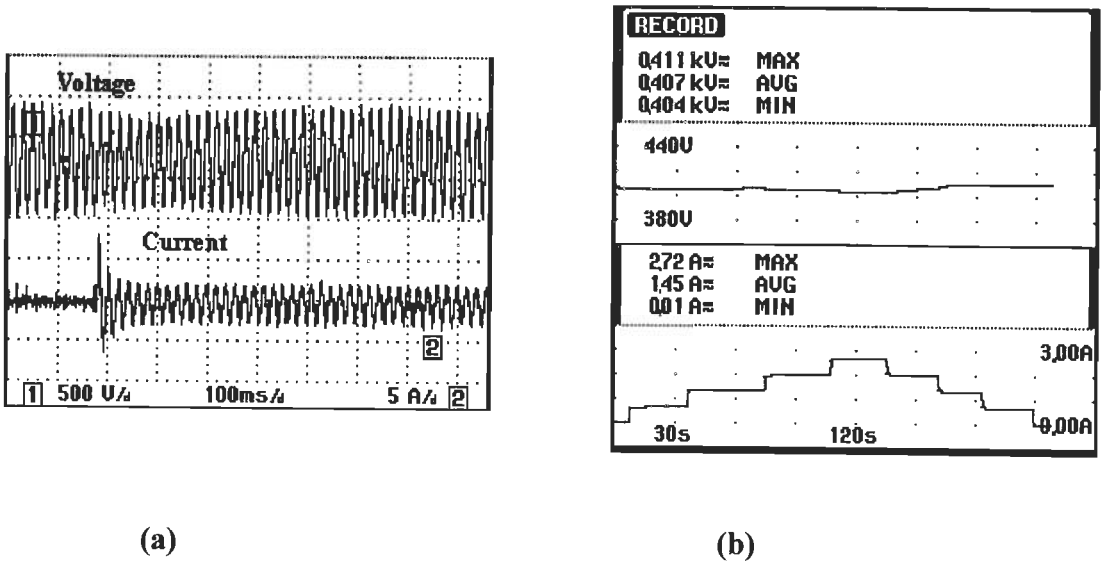 Voltage
1
Current
2
1 500 V/d 100ms/d 5 A/d 2
(a)
RECORD
0,411 kV≂ MAX
0,407 kV≂ AVG
0,404 kV≂ MIN
440V
380V
2,72 A≂ MAX
1,45 A≂ AVG
0,01 A≂ MIN
3,00A
0,00A
30s 120s
(b)